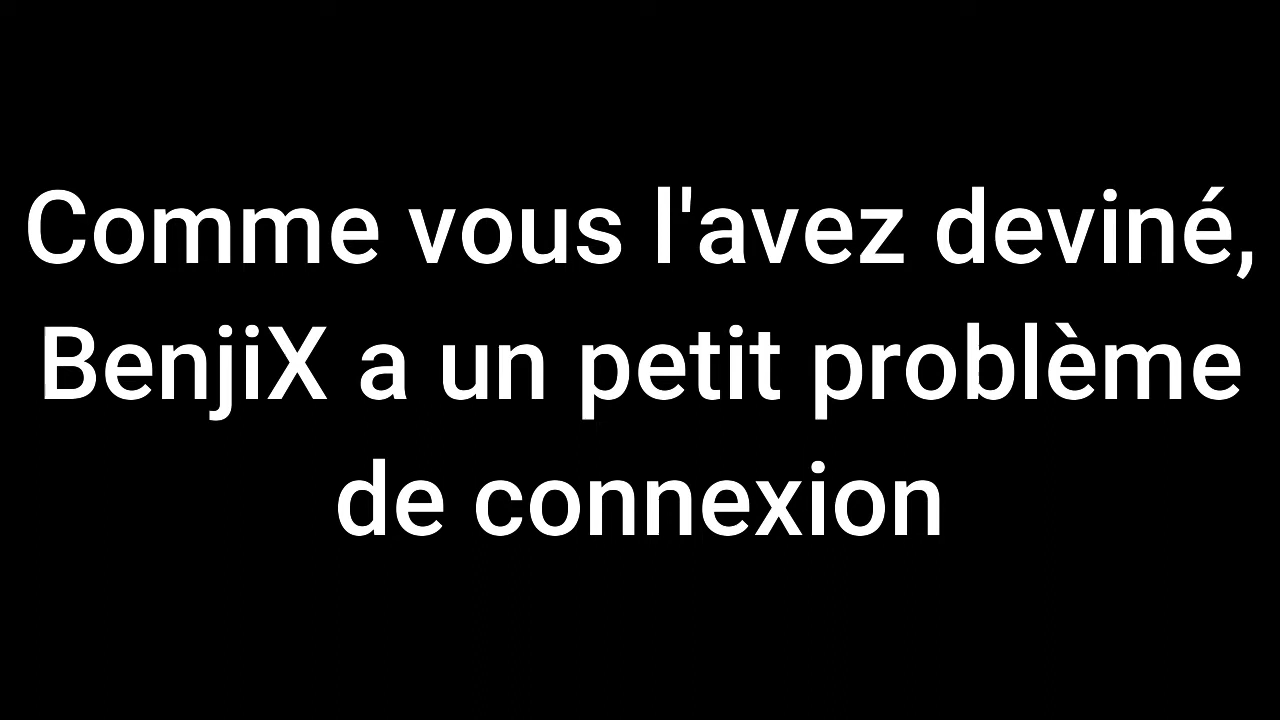 Comme vous l'avez deviné,
BenjiX a un petit problème
de connexion